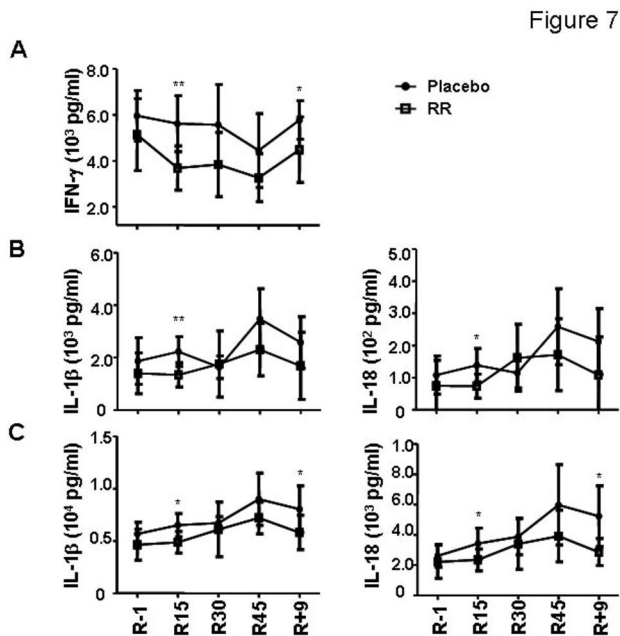 Figure 7
A
IFN-γ (10³ pg/ml)
8.0
6.0
4.0
2.0
**
*
Placebo
RR
B
IL-1β (10³ pg/ml)
6.0
4.0
2.0
0
**
IL-18 (10² pg/ml)
5.0
4.0
3.0
2.0
1.0
0
*
C
IL-1β (10⁴ pg/ml)
1.5
1.0
0.5
0
*
*
R-1
R15
R30
R45
R+9
IL-18 (10³ pg/ml)
1.0
8.0
6.0
4.0
2.0
0
*
*
R-1
R15
R30
R45
R+9